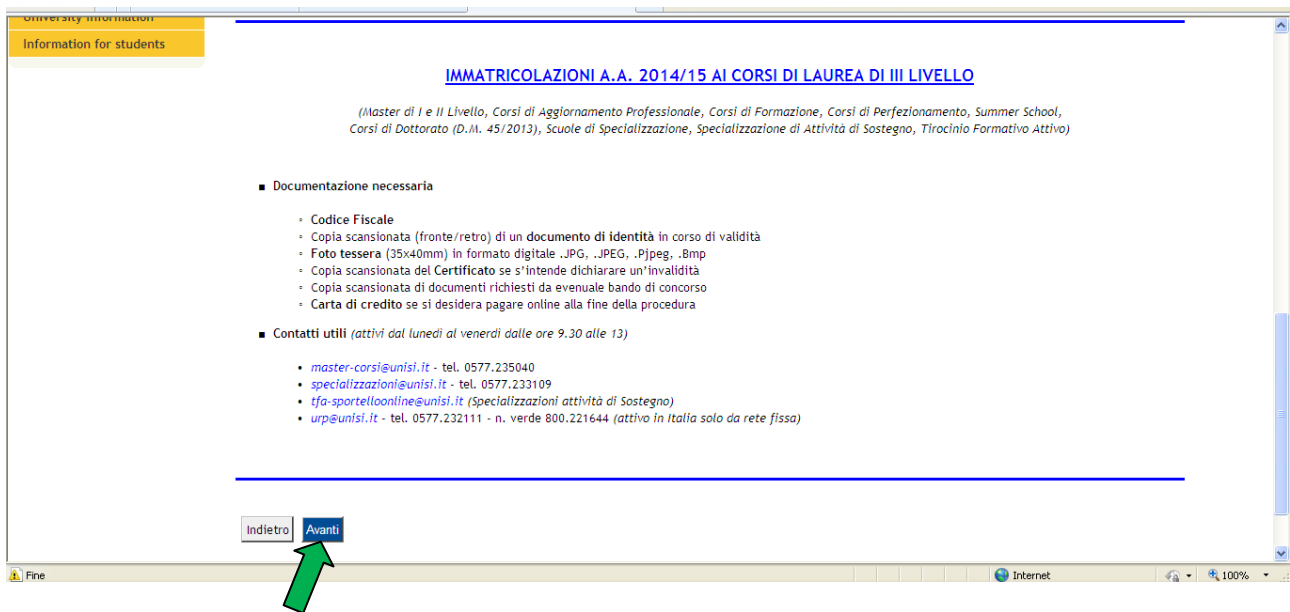 University Information
Information for students
IMMATRICOLAZIONI A.A. 2014/15 AI CORSI DI LAUREA DI III LIVELLO
(Master di I e II Livello, Corsi di Aggiornamento Professionale, Corsi di Formazione, Corsi di Perfezionamento, Summer School,
Corsi di Dottorato (D.M. 45/2013), Scuole di Specializzazione, Specializzazione di Attività di Sostegno, Tirocinio Formativo Attivo)
Documentazione necessaria
Codice Fiscale
Copia scansionata (fronte/retro) di un documento di identità in corso di validità
Foto tessera (35x40mm) in formato digitale .JPG, .JPEG, .Pjpeg, .Bmp
Copia scansionata del Certificato se s'intende dichiarare un'invalidità
Copia scansionata di documenti richiesti da evenuale bando di concorso
Carta di credito se si desidera pagare online alla fine della procedura
Contatti utili (attivi dal lunedì al venerdì dalle ore 9.30 alle 13)
master-corsi@unisi.it - tel. 0577.235040
specializzazioni@unisi.it - tel. 0577.233109
tfa-sportelloonline@unisi.it (Specializzazioni attività di Sostegno)
urp@unisi.it - tel. 0577.232111 - n. verde 800.221644 (attivo in Italia solo da rete fissa)
Indietro Avanti
Fine Internet 100%